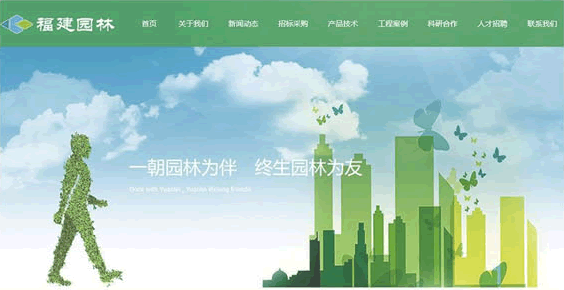 福建园林 首页 关于我们 新闻动态 招标采购 产品技术 工程案例 科研合作 人才招聘 联系我们
一朝园林为伴 终生园林为友
Once with Yuanlin , Yuanlin lifelong friends